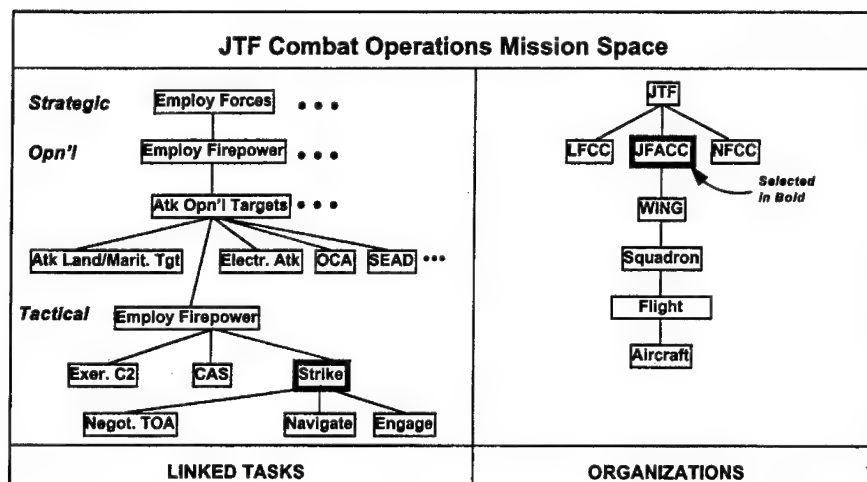 JTF Combat Operations Mission Space
Strategic
Employ Forces
• • •
Opn'l
Employ Firepower
• • •
Atk Opn'l Targets
• • •
Atk Land/Marit. Tgt
Electr. Atk
OCA
SEAD
•••
Tactical
Employ Firepower
Exer. C2
CAS
Strike
Negot. TOA
Navigate
Engage
LINKED TASKS
JTF
LFCC
JFACC
NFCC
Selected
in Bold
WING
Squadron
Flight
Aircraft
ORGANIZATIONS